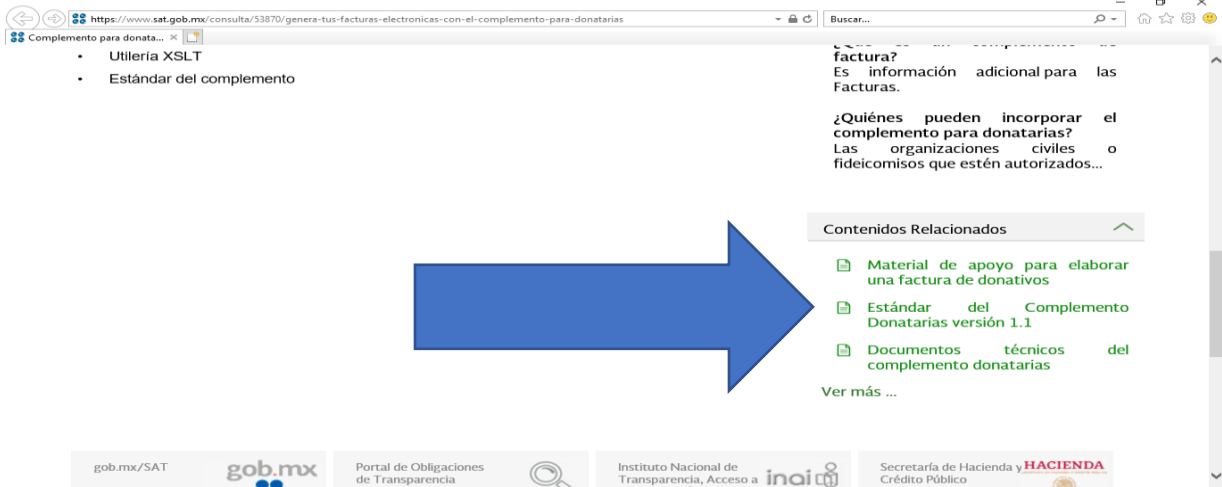 https://www.sat.gob.mx/consulta/53870/genera-tus-facturas-electronicas-con-el-complemento-para-donatarias
Buscar...
Complemento para donata...
• Utilería XSLT
• Estándar del complemento
¿Qué es un complemento de
factura?
Es información adicional para las
Facturas.
¿Quiénes pueden incorporar el
complemento para donatarias?
Las organizaciones civiles o
fideicomisos que estén autorizados...
Contenidos Relacionados
Material de apoyo para elaborar
una factura de donativos
Estándar del Complemento
Donatarias versión 1.1
Documentos técnicos del
complemento donatarias
Ver más ...
gob.mx/SAT
gob.mx
Portal de Obligaciones
de Transparencia
Instituto Nacional de
Transparencia, Acceso a
inai
Secretaría de Hacienda y
Crédito Público
HACIENDA